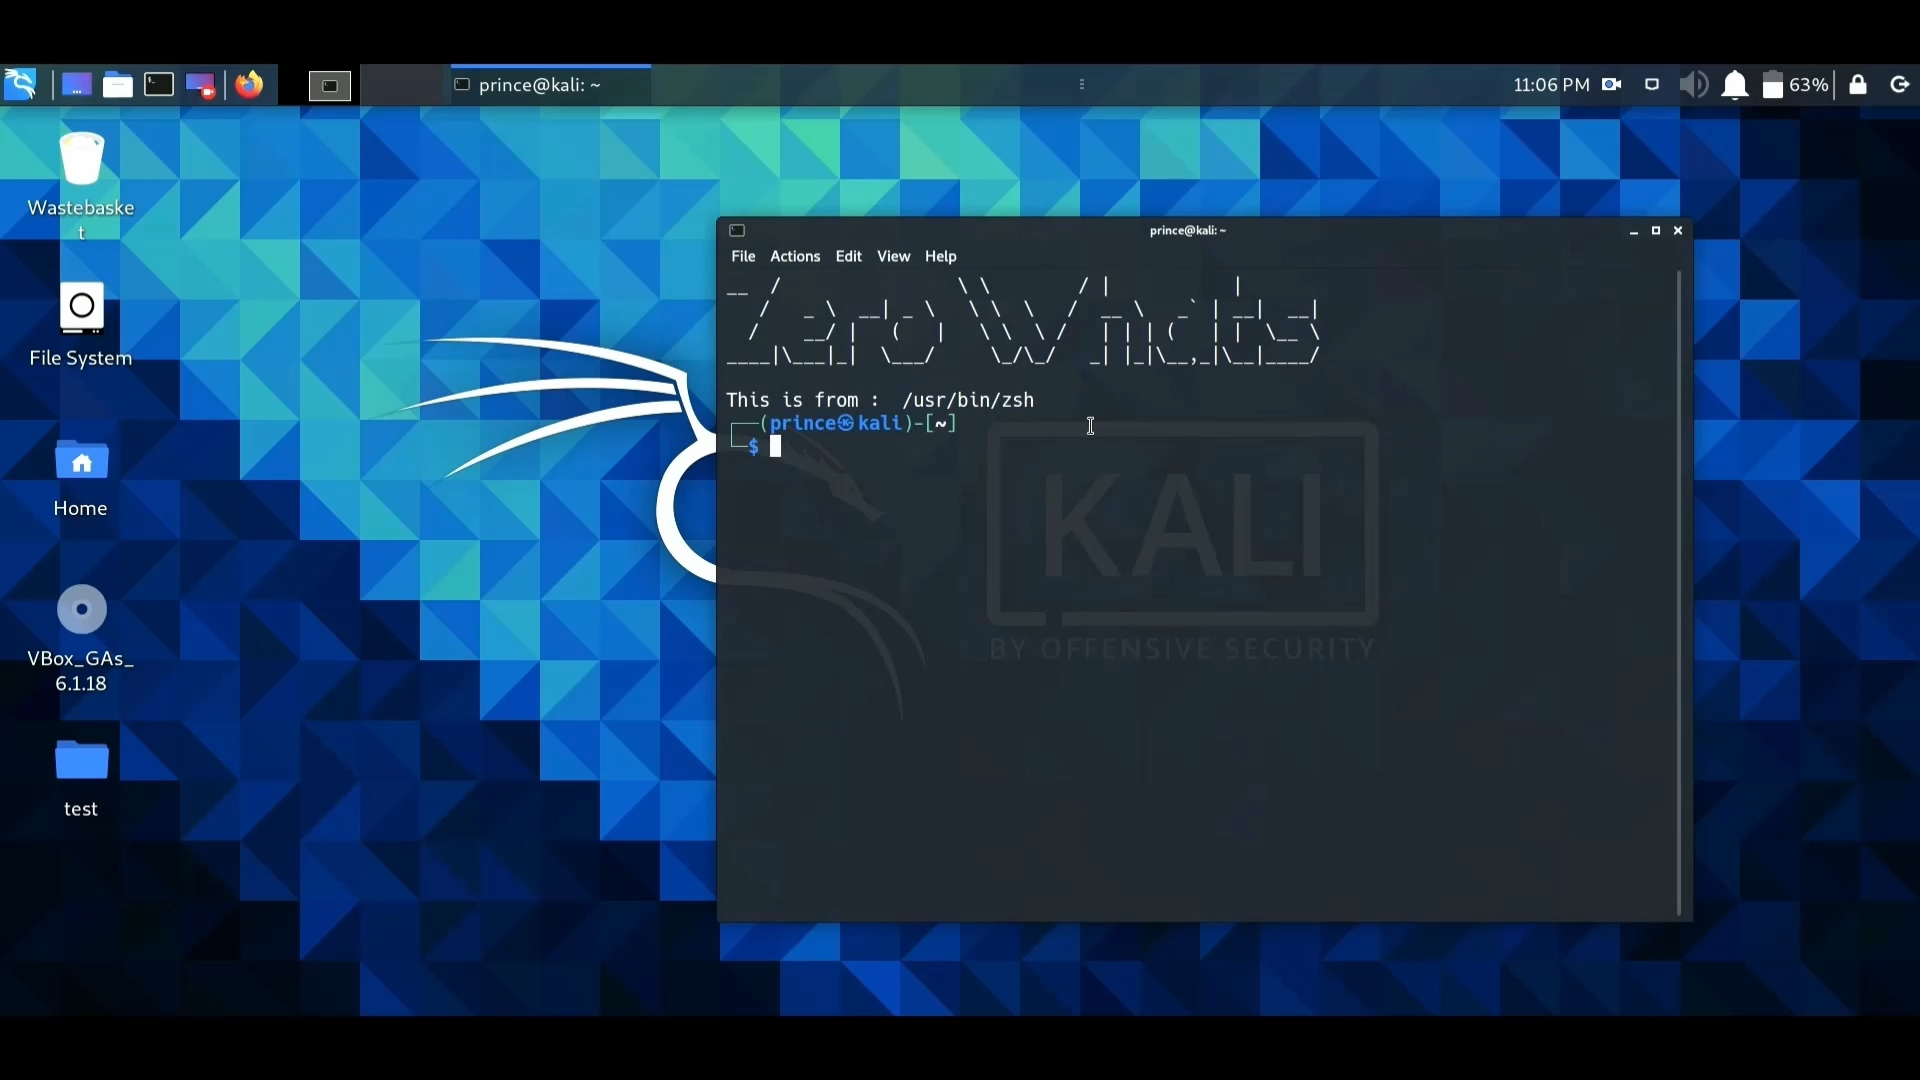 prince@kali: ~
11:06 PM
63%
Wastebaske
t
File System
Home
VBox_GAs_
6.1.18
test
prince@kali: ~
File Actions Edit View Help
This is from :  /usr/bin/zsh
(prince㉿kali)-[~]
$
KALI
BY OFFENSIVE SECURITY